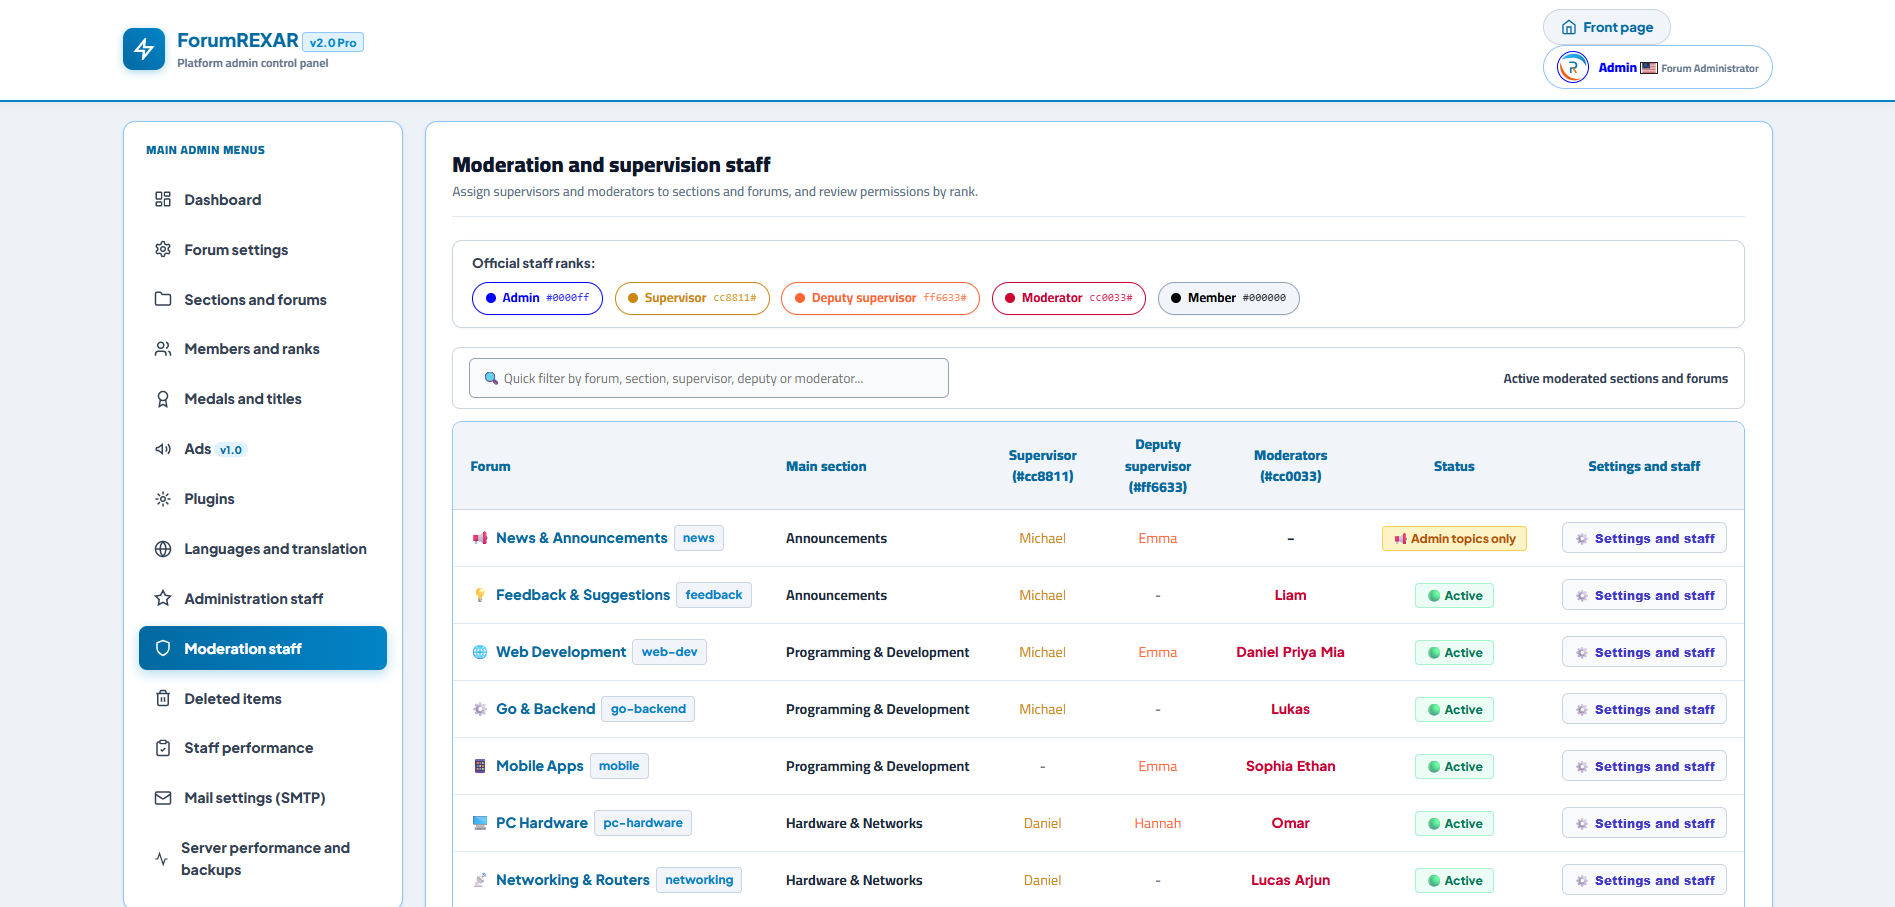 ForumREXAR v2.0 Pro
Platform admin control panel
Front page
Admin Forum Administrator
MAIN ADMIN MENUS
Dashboard
Forum settings
Sections and forums
Members and ranks
Medals and titles
Ads v1.0
Plugins
Languages and translation
Administration staff
Moderation staff
Deleted items
Staff performance
Mail settings (SMTP)
Server performance and
backups
Moderation and supervision staff
Assign supervisors and moderators to sections and forums, and review permissions by rank.
Official staff ranks:
Admin #0000ff Supervisor cc8811# Deputy supervisor ff6633# Moderator cc0033# Member #000000
Quick filter by forum, section, supervisor, deputy or moderator...
Active moderated sections and forums
Forum Main section Supervisor (#cc8811) Deputy supervisor (#ff6633) Moderators (#cc0033) Status Settings and staff
News & Announcements news Announcements Michael Emma - Admin topics only Settings and staff
Feedback & Suggestions feedback Announcements Michael - Liam Active Settings and staff
Web Development web-dev Programming & Development Michael Emma Daniel Priya Mia Active Settings and staff
Go & Backend go-backend Programming & Development Michael - Lukas Active Settings and staff
Mobile Apps mobile Programming & Development - Emma Sophia Ethan Active Settings and staff
PC Hardware pc-hardware Hardware & Networks Daniel Hannah Omar Active Settings and staff
Networking & Routers networking Hardware & Networks Daniel - Lucas Arjun Active Settings and staff